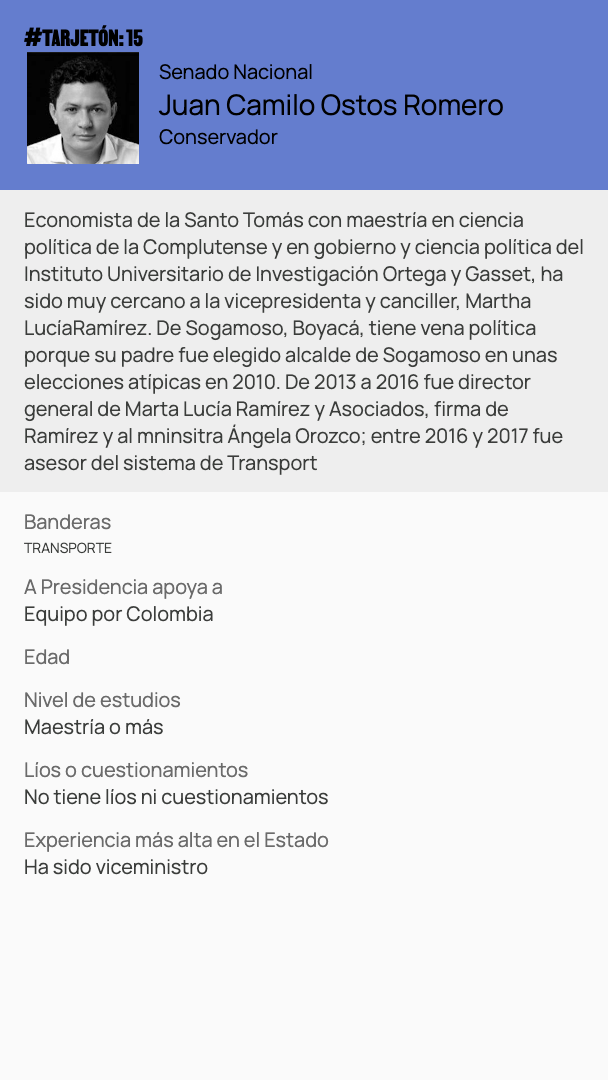 #TARJETÓN: 15
Senado Nacional
Juan Camilo Ostos Romero
Conservador
Economista de la Santo Tomás con maestría en ciencia
política de la Complutense y en gobierno y ciencia política del
Instituto Universitario de Investigación Ortega y Gasset, ha
sido muy cercano a la vicepresidenta y canciller, Martha
LucíaRamírez. De Sogamoso, Boyacá, tiene vena política
porque su padre fue elegido alcalde de Sogamoso en unas
elecciones atípicas en 2010. De 2013 a 2016 fue director
general de Marta Lucía Ramírez y Asociados, firma de
Ramírez y al mninsitra Ángela Orozco; entre 2016 y 2017 fue
asesor del sistema de Transport
Banderas
TRANSPORTE
A Presidencia apoya a
Equipo por Colombia
Edad
Nivel de estudios
Maestría o más
Líos o cuestionamientos
No tiene líos ni cuestionamientos
Experiencia más alta en el Estado
Ha sido viceministro